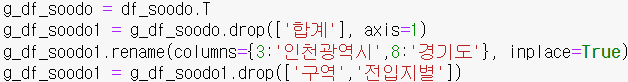 g_df_soodo = df_soodo.T
g_df_soodo1 = g_df_soodo.drop(['합계'], axis=1)
g_df_soodo1.rename(columns={3:'인천광역시',8:'경기도'}, inplace=True)
g_df_soodo1 = g_df_soodo1.drop(['구역','전입지별'])